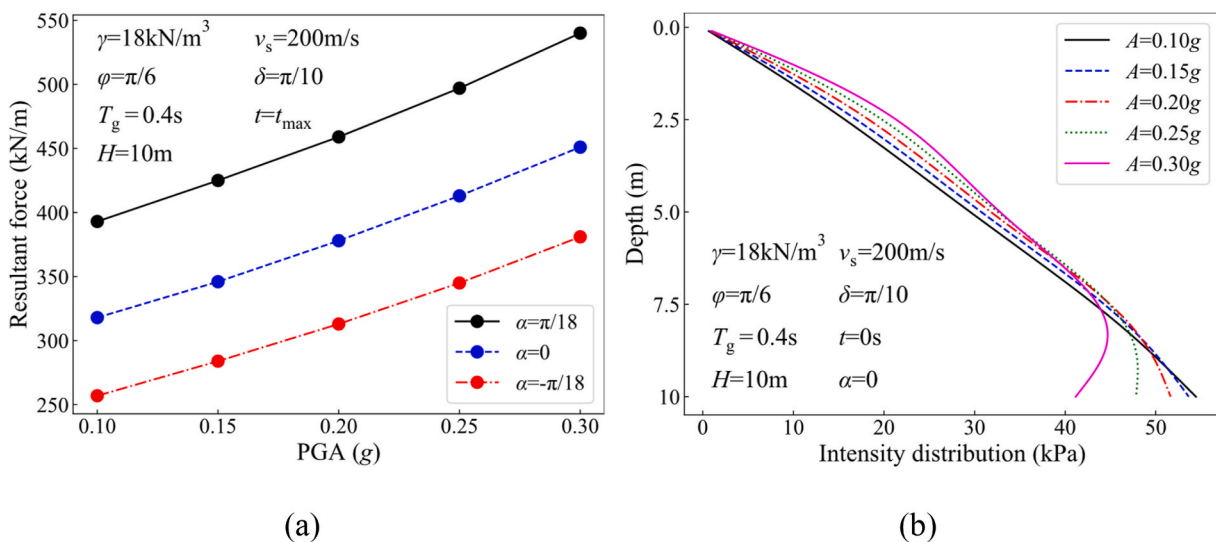 550
500
450
400
350
300
250
Resultant force (kN/m)
γ=18kN/m³ vₛ=200m/s
φ=π/6 δ=π/10
T_g=0.4s t=t_max
H=10m
α=π/18
α=0
α=-π/18
0.10 0.15 0.20 0.25 0.30
PGA (g)
(a)
0.0
2.5
5.0
7.5
10
Depth (m)
A=0.10g
A=0.15g
A=0.20g
A=0.25g
A=0.30g
γ=18kN/m³ vₛ=200m/s
φ=π/6 δ=π/10
T_g=0.4s t=0s
H=10m α=0
0 10 20 30 40 50
Intensity distribution (kPa)
(b)